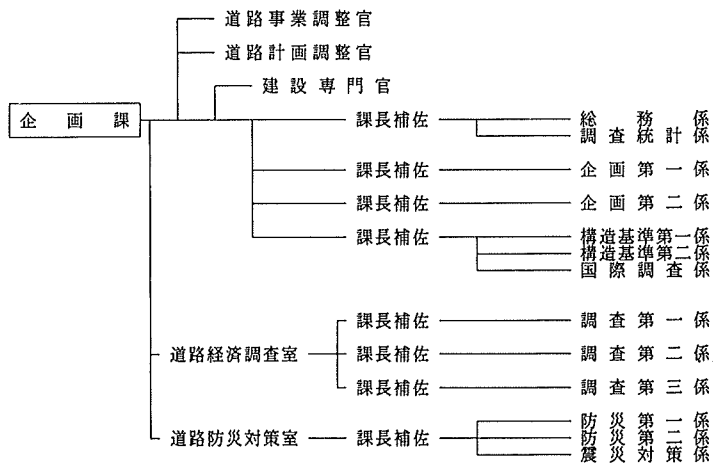 道路事業調整官
道路計画調整官
建設専門官
企画課
課長補佐 総務係
調査統計係
課長補佐 企画第一係
課長補佐 企画第二係
課長補佐 構造基準第一係
構造基準第二係
国際調査係
課長補佐 調査第一係
道路経済調査室 課長補佐 調査第二係
課長補佐 調査第三係
防災第一係
道路防災対策室 課長補佐 防災第二係
震災対策係